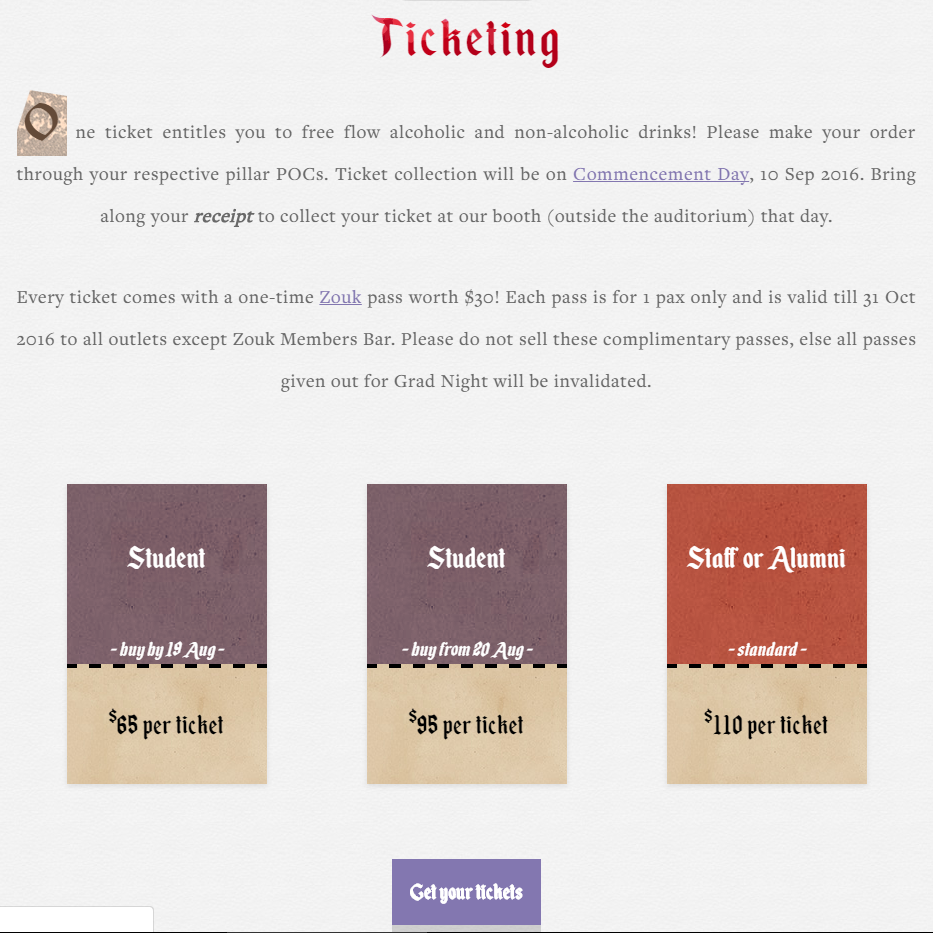 Ticketing
One ticket entitles you to free flow alcoholic and non-alcoholic drinks! Please make your order
through your respective pillar POCs. Ticket collection will be on Commencement Day, 10 Sep 2016. Bring
along your receipt to collect your ticket at our booth (outside the auditorium) that day.
Every ticket comes with a one-time Zouk pass worth $30! Each pass is for 1 pax only and is valid till 31 Oct
2016 to all outlets except Zouk Members Bar. Please do not sell these complimentary passes, else all passes
given out for Grad Night will be invalidated.
Student
- buy by 19 Aug -
$65 per ticket
Student
- buy from 20 Aug -
$95 per ticket
Staff or Alumni
- standard -
$110 per ticket
Get your tickets